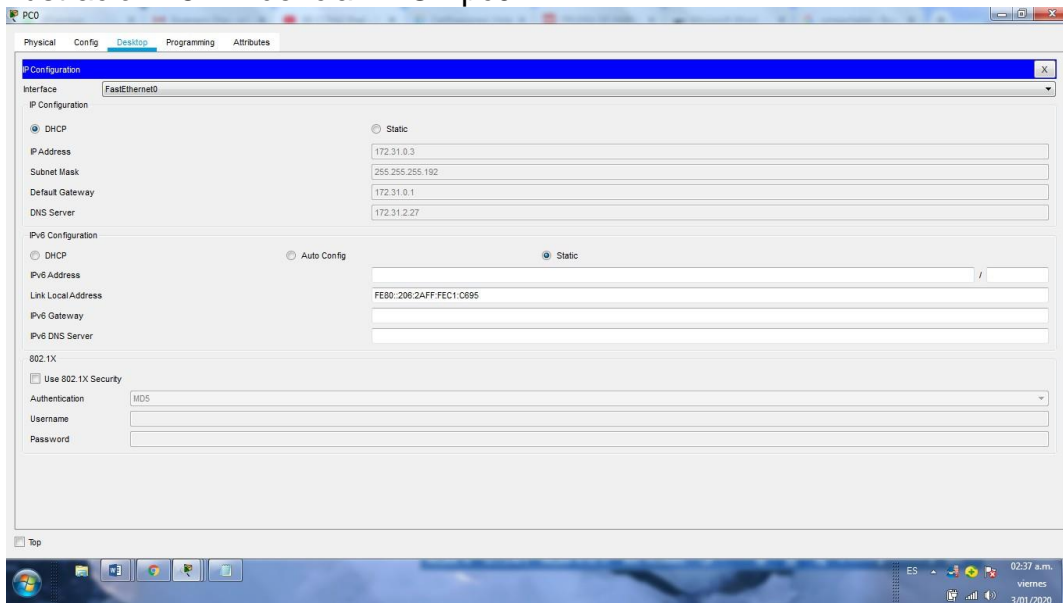 PC0
Physical Config Desktop Programming Attributes
IP Configuration X
Interface FastEthernet0
IP Configuration
DHCP Static
IP Address 172.31.0.3
Subnet Mask 255.255.255.192
Default Gateway 172.31.0.1
DNS Server 172.31.2.27
IPv6 Configuration
DHCP Auto Config Static
IPv6 Address /
Link Local Address FE80::206:2AFF:FEC1:C695
IPv6 Gateway
IPv6 DNS Server
802.1X
Use 802.1X Security
Authentication MD5
Username
Password
Top
ES 02:37 a.m.
viernes
3/01/2020